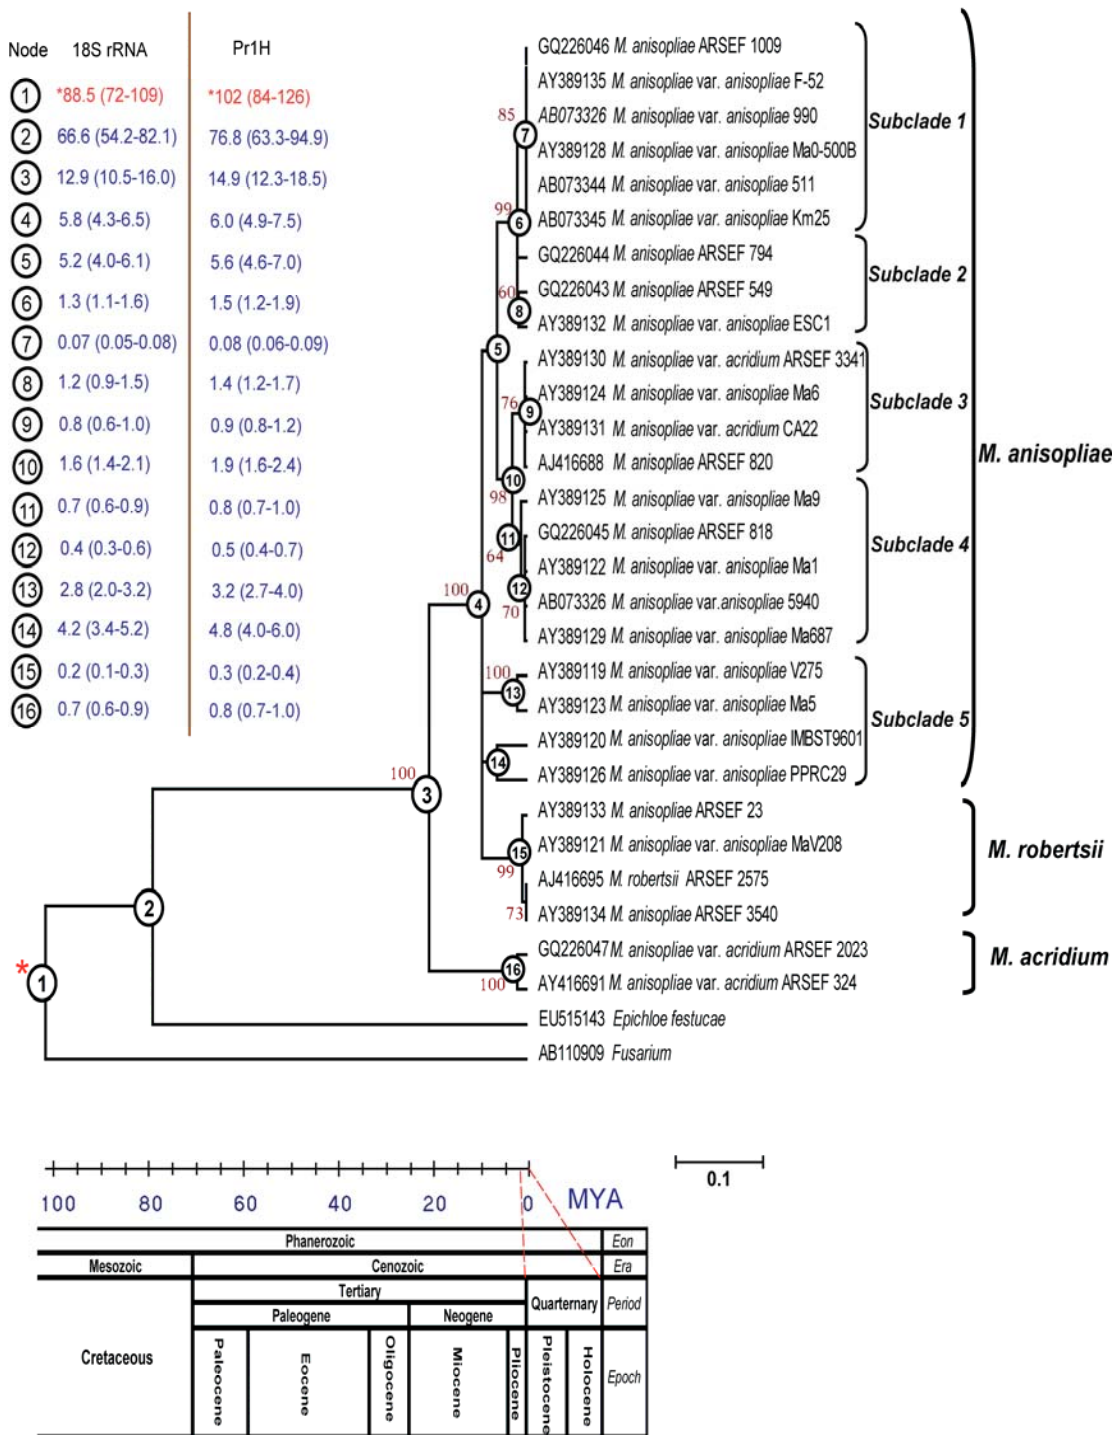 Node 18S rRNA Pr1H
1 *88.5 (72-109) *102 (84-126)
2 66.6 (54.2-82.1) 76.8 (63.3-94.9)
3 12.9 (10.5-16.0) 14.9 (12.3-18.5)
4 5.8 (4.3-6.5) 6.0 (4.9-7.5)
5 5.2 (4.0-6.1) 5.6 (4.6-7.0)
6 1.3 (1.1-1.6) 1.5 (1.2-1.9)
7 0.07 (0.05-0.08) 0.08 (0.06-0.09)
8 1.2 (0.9-1.5) 1.4 (1.2-1.7)
9 0.8 (0.6-1.0) 0.9 (0.8-1.2)
10 1.6 (1.4-2.1) 1.9 (1.6-2.4)
11 0.7 (0.6-0.9) 0.8 (0.7-1.0)
12 0.4 (0.3-0.6) 0.5 (0.4-0.7)
13 2.8 (2.0-3.2) 3.2 (2.7-4.0)
14 4.2 (3.4-5.2) 4.8 (4.0-6.0)
15 0.2 (0.1-0.3) 0.3 (0.2-0.4)
16 0.7 (0.6-0.9) 0.8 (0.7-1.0)
GQ226046 M. anisopliae ARSEF 1009
AY389135 M. anisopliae var. anisopliae F-52
AB073326 M. anisopliae var. anisopliae 990
AY389128 M. anisopliae var. anisopliae Ma0-500B
AB073344 M. anisopliae var. anisopliae 511
AB073345 M. anisopliae var. anisopliae Km25
GQ226044 M. anisopliae ARSEF 794
GQ226043 M. anisopliae ARSEF 549
AY389132 M. anisopliae var. anisopliae ESC1
AY389130 M. anisopliae var. acridium ARSEF 3341
AY389124 M. anisopliae var. anisopliae Ma6
AY389131 M. anisopliae var. acridium CA22
AJ416688 M. anisopliae ARSEF 820
AY389125 M. anisopliae var. anisopliae Ma9
GQ226045 M. anisopliae ARSEF 818
AY389122 M. anisopliae var. anisopliae Ma1
AB073326 M. anisopliae var.anisopliae 5940
AY389129 M. anisopliae var. anisopliae Ma687
AY389119 M. anisopliae var. anisopliae V275
AY389123 M. anisopliae var. anisopliae Ma5
AY389120 M. anisopliae var. anisopliae IMBST9601
AY389126 M. anisopliae var. anisopliae PPRC29
AY389133 M. anisopliae ARSEF 23
AY389121 M. anisopliae var. anisopliae MaV208
AJ416695 M. robertsii ARSEF 2575
AY389134 M. anisopliae ARSEF 3540
GQ226047 M. anisopliae var. acridium ARSEF 2023
AY416691 M. anisopliae var. acridium ARSEF 324
EU515143 Epichloe festucae
AB110909 Fusarium
Subclade 1
Subclade 2
Subclade 3
Subclade 4
Subclade 5
M. anisopliae
M. robertsii
M. acridium
85
7
99
6
60
8
5
76
9
10
98
11
64
12
70
100
4
100
13
14
100
3
15
99
73
2
16
100
*
1
100 80 60 40 20 0 MYA
0.1
Phanerozoic Eon
Mesozoic Cenozoic Era
Tertiary Quarternary Period
Paleogene Neogene
Cretaceous Paleocene Eocene Oligocene Miocene Pliocene Pleistocene Holocene Epoch